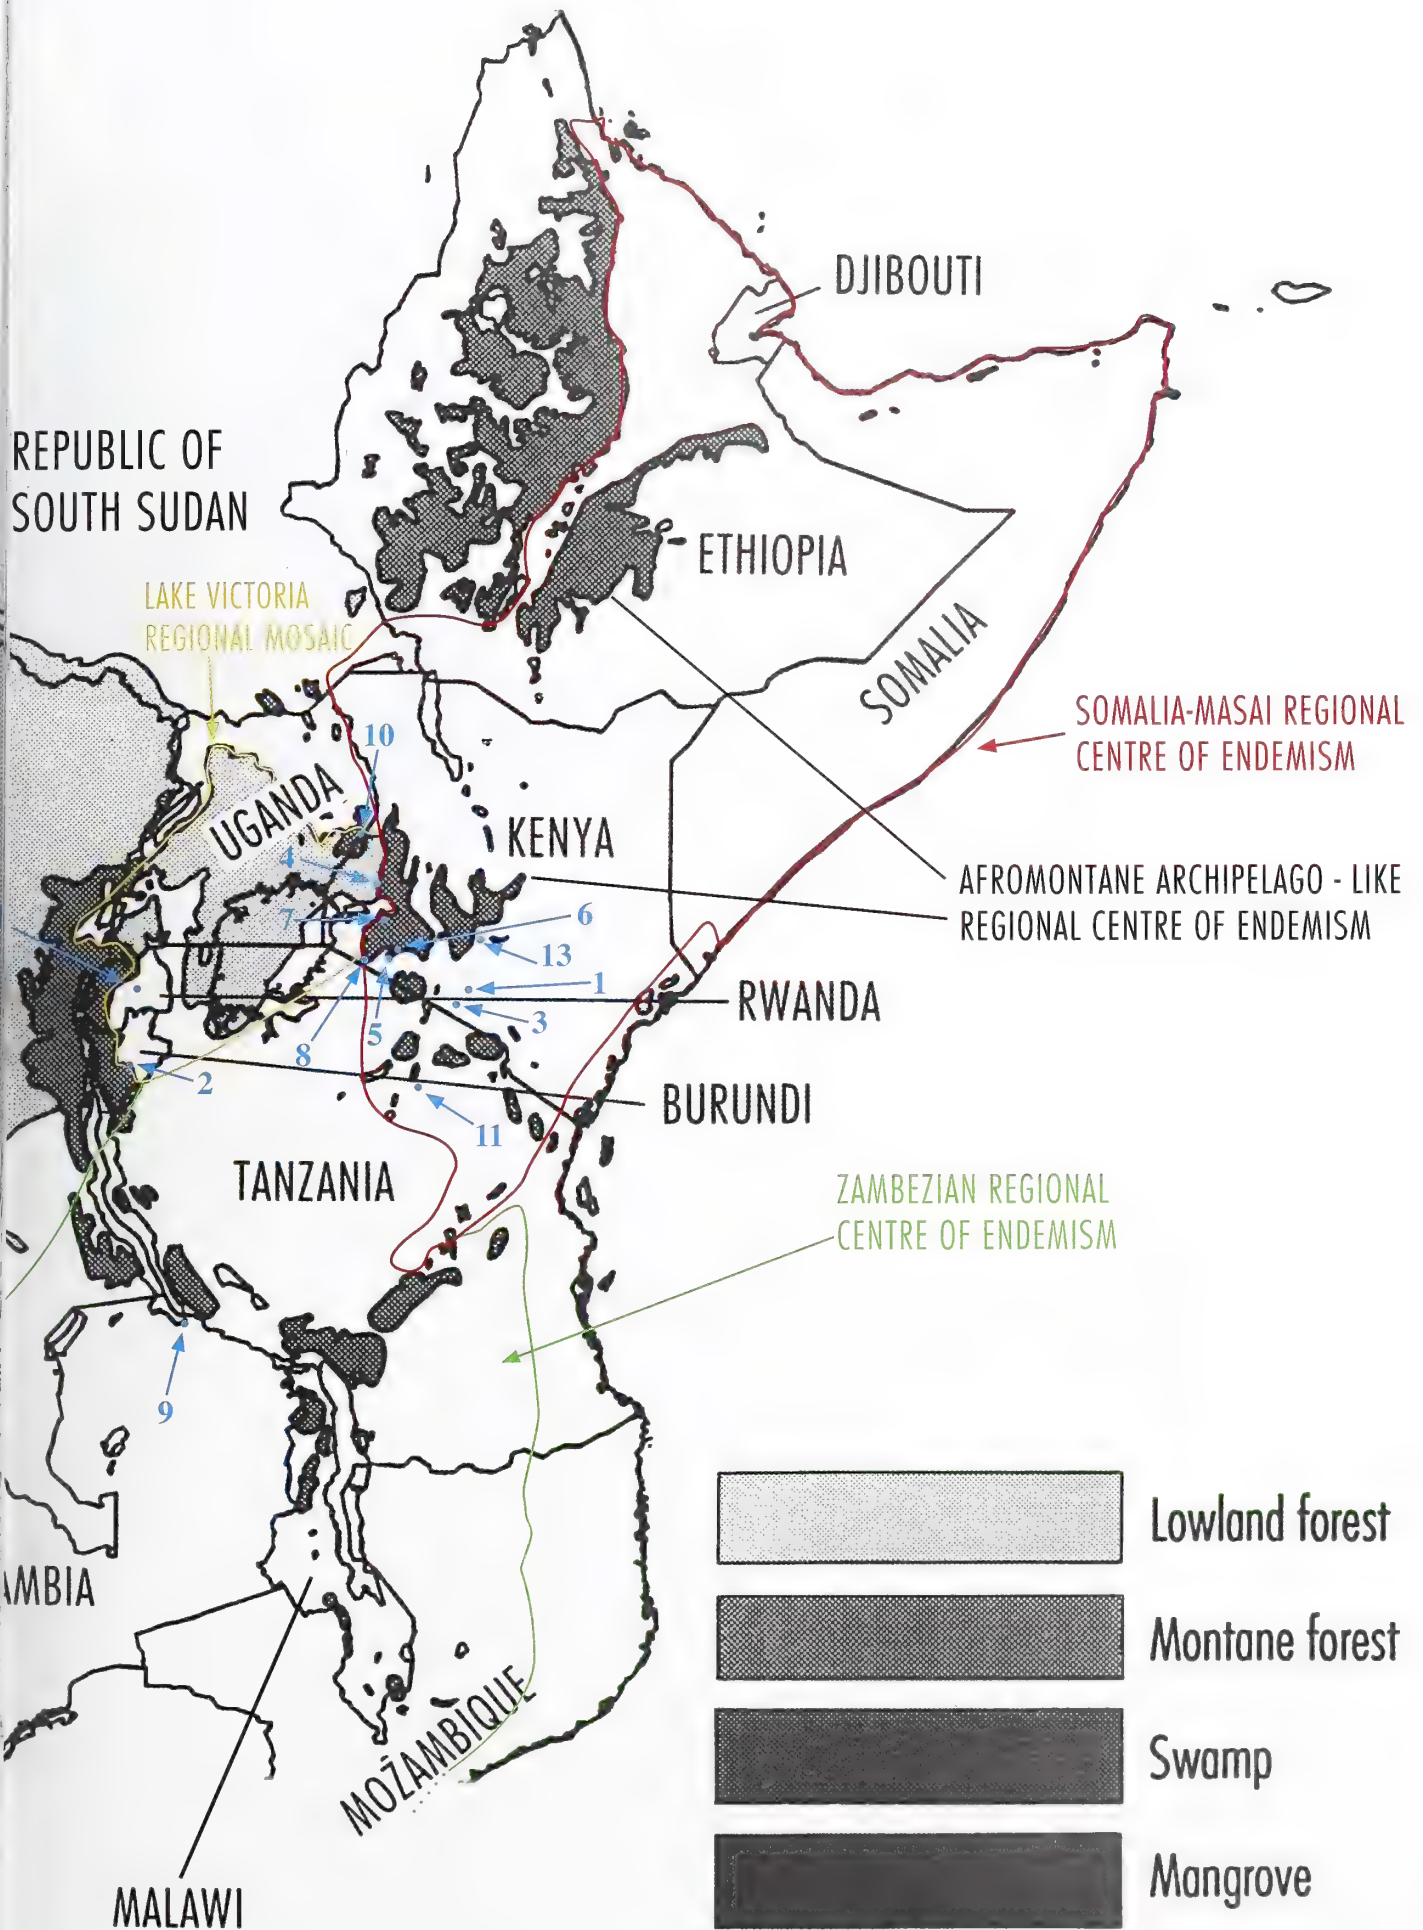 DJIBOUTI
REPUBLIC OF
SOUTH SUDAN
ETHIOPIA
LAKE VICTORIA
REGIONAL MOSAIC
SOMALIA
SOMALIA-MASAI REGIONAL
CENTRE OF ENDEMISM
10
UGANDA
KENYA
4
AFROMONTANE ARCHIPELAGO - LIKE
REGIONAL CENTRE OF ENDEMISM
7
6
13
1
RWANDA
3
5
8
2
BURUNDI
11
TANZANIA
ZAMBEZIAN REGIONAL
CENTRE OF ENDEMISM
9
Lowland forest
AMBIA
Montane forest
MOZAMBIQUE
Swamp
Mangrove
MALAWI